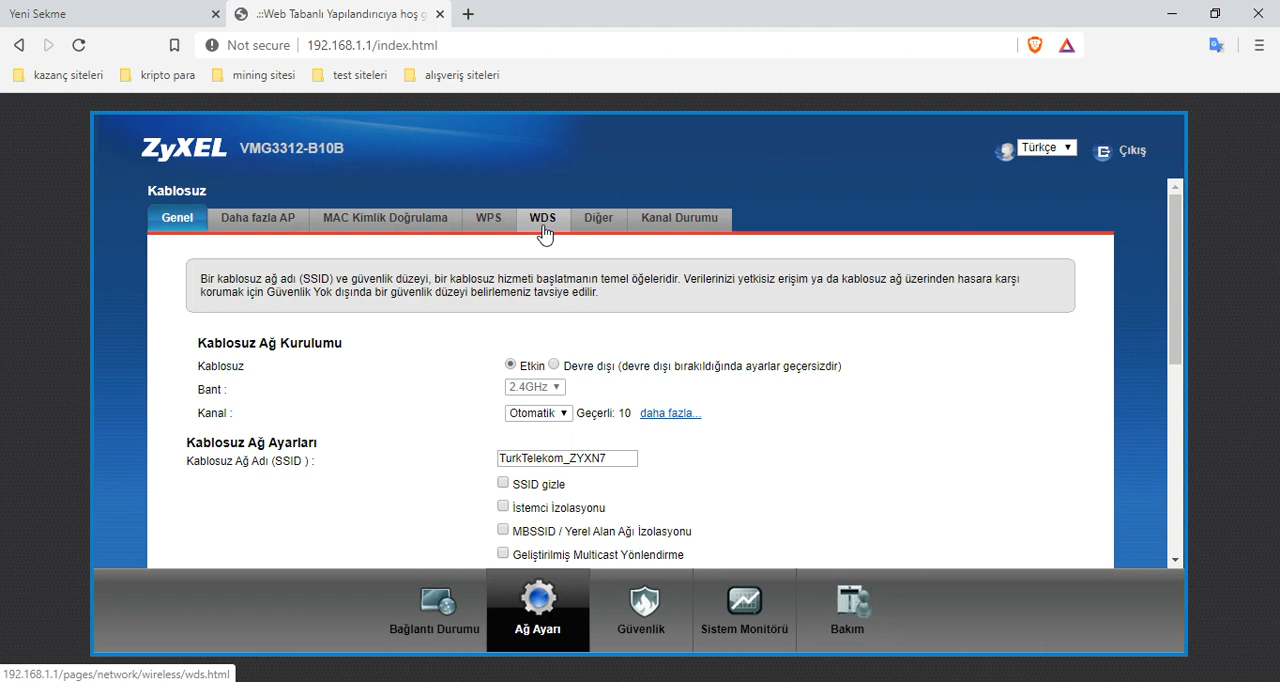 Yeni Sekme
.::Web Tabanlı Yapılandırıcıya hoş g
Not secure
192.168.1.1/index.html
kazanç siteleri
kripto para
mining sitesi
test siteleri
alışveriş siteleri
ZyXEL VMG3312-B10B
Türkçe
Çıkış
Kablosuz
Genel
Daha fazla AP
MAC Kimlik Doğrulama
WPS
WDS
Diğer
Kanal Durumu
Bir kablosuz ağ adı (SSID) ve güvenlik düzeyi, bir kablosuz hizmeti başlatmanın temel öğeleridir. Verilerinizi yetkisiz erişim ya da kablosuz ağ üzerinden hasara karşı
korumak için Güvenlik Yok dışında bir güvenlik düzeyi belirlemeniz tavsiye edilir.
Kablosuz Ağ Kurulumu
Kablosuz
Etkin
Devre dışı (devre dışı bırakıldığında ayarlar geçersizdir)
Bant :
2.4GHz
Kanal :
Otomatik
Geçerli: 10
daha fazla...
Kablosuz Ağ Ayarları
Kablosuz Ağ Adı (SSID ) :
TurkTelekom_ZYXN7
SSID gizle
İstemci İzolasyonu
MBSSID / Yerel Alan Ağı İzolasyonu
Geliştirilmiş Multicast Yönlendirme
Bağlantı Durumu
Ağ Ayarı
Güvenlik
Sistem Monitörü
Bakım
192.168.1.1/pages/network/wireless/wds.html